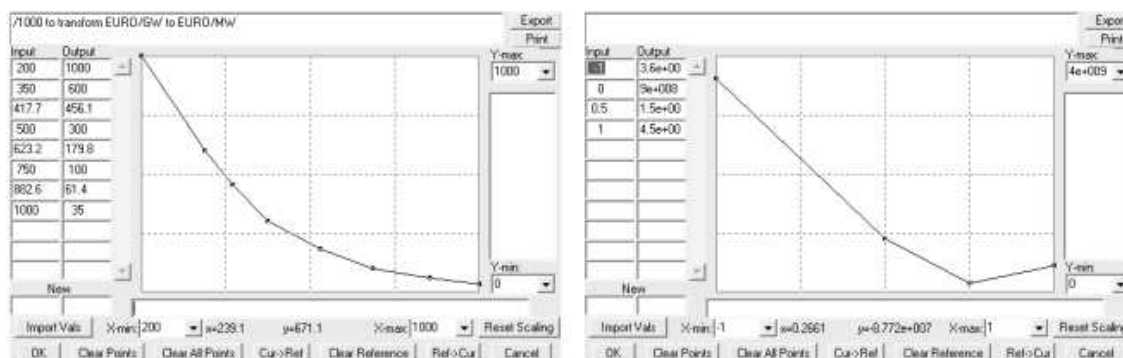 /1000 to transform EURO/GW to EURO/MW
Export
Print
Input Output
200 1000
350 600
417.7 456.1
500 300
623.2 179.8
750 100
882.6 61.4
1000 35
New
Y-max:
1000
Y-min:
0
Import Vals X-min: 200 x=239.1 y=671.1 X-max: 1000 Reset Scaling
OK Clear Points Clear All Points Cur->Ref Clear Reference Ref->Cur Cancel
Export
Print
Input Output
-1 3.6e+00
0 9e+008
0.5 1.5e+00
1 4.5e+00
New
Y-max:
4e+009
Y-min:
0
Import Vals X-min: -1 x=0.2661 y=-8.772e+007 X-max: 1 Reset Scaling
OK Clear Points Clear All Points Cur->Ref Clear Reference Ref->Cur Cancel